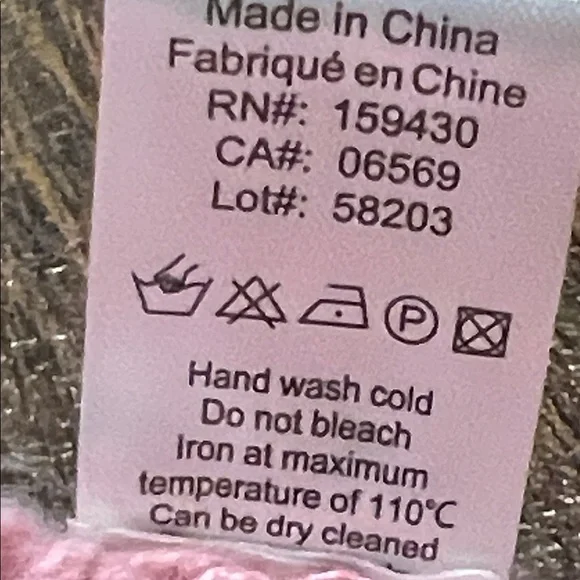 Made in China
Fabriqué en Chine
RN#: 159430
CA#: 06569
Lot#: 58203
P
Hand wash cold
Do not bleach
Iron at maximum
temperature of 110°C
Can be dry cleaned